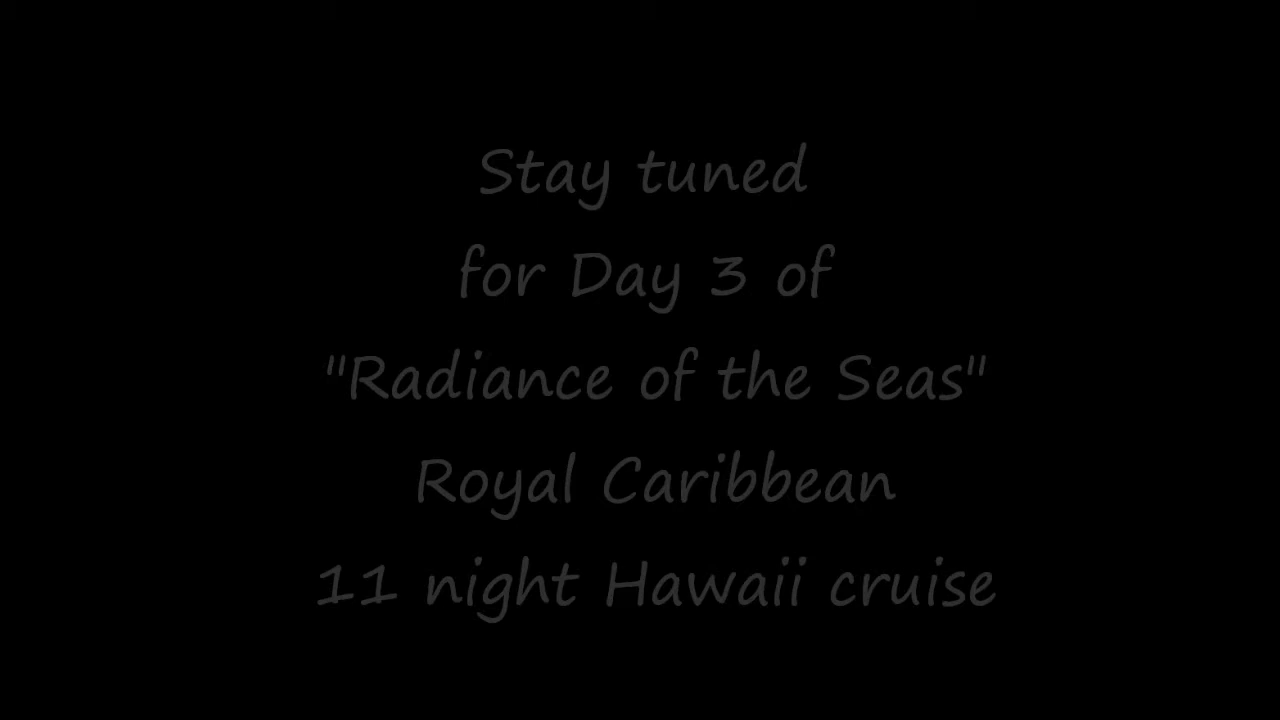 Stay tuned
for Day 3 of
"Radiance of the Seas"
Royal Caribbean
11 night Hawaii cruise